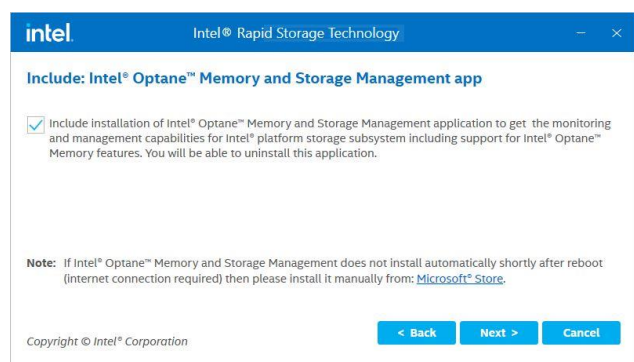 intel. Intel® Rapid Storage Technology
Include: Intel® Optane™ Memory and Storage Management app
Include installation of Intel® Optane™ Memory and Storage Management application to get the monitoring
and management capabilities for Intel® platform storage subsystem including support for Intel® Optane™
Memory features. You will be able to uninstall this application.
Note: If Intel® Optane™ Memory and Storage Management does not install automatically shortly after reboot
(internet connection required) then please install it manually from: Microsoft® Store.
< Back Next > Cancel
Copyright © Intel® Corporation